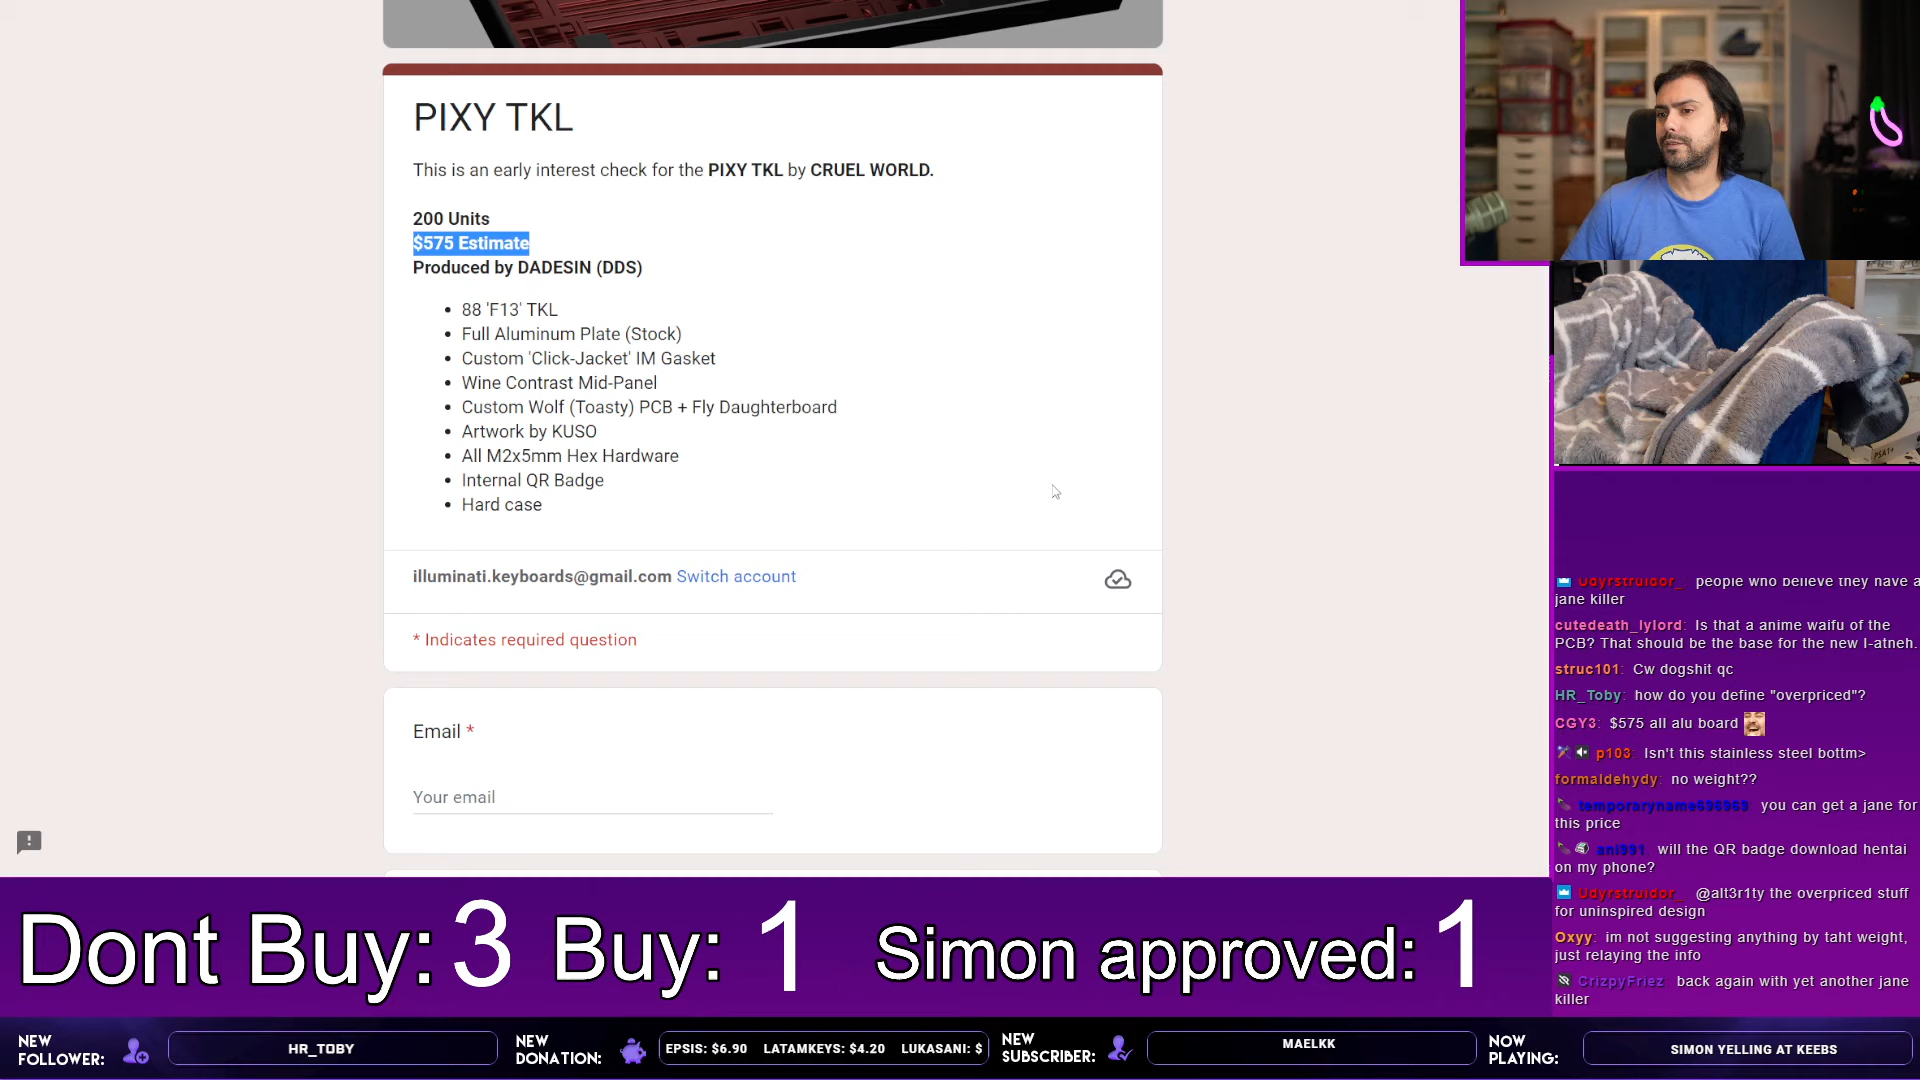 PIXY TKL
This is an early interest check for the PIXY TKL by CRUEL WORLD.
200 Units
$575 Estimate
Produced by DADESIN (DDS)
88 'F13' TKL
Full Aluminum Plate (Stock)
Custom 'Click-Jacket' IM Gasket
Wine Contrast Mid-Panel
Custom Wolf (Toasty) PCB + Fly Daughterboard
Artwork by KUSO
All M2x5mm Hex Hardware
Internal QR Badge
Hard case
illuminati.keyboards@gmail.com Switch account
* Indicates required question
Email *
Your email
Udyrstruidor_ people who believe they have a
jane killer
cutedeath_lylord: Is that a anime waifu of the
PCB? That should be the base for the new I-atneh.
struc101: Cw dogshit qc
HR_Toby: how do you define "overpriced"?
CGY3: $575 all alu board
p103: Isn't this stainless steel bottm>
formaldehydy: no weight??
temporaryname696969 you can get a jane for
this price
ani991: will the QR badge download hentai
on my phone?
Udyrstruidor_ @alt3r1ty the overpriced stuff
for uninspired design
Oxyy: im not suggesting anything by taht weight,
just relaying the info
CrizpyFriez back again with yet another jane
killer
Dont Buy: 3 Buy: 1 Simon approved: 1
NEW
FOLLOWER:
HR_TOBY
NEW
DONATION:
EPSIS: $6.90 LATAMKEYS: $4.20 LUKASANI: $
NEW
SUBSCRIBER:
MAELKK
NOW
PLAYING:
SIMON YELLING AT KEEBS